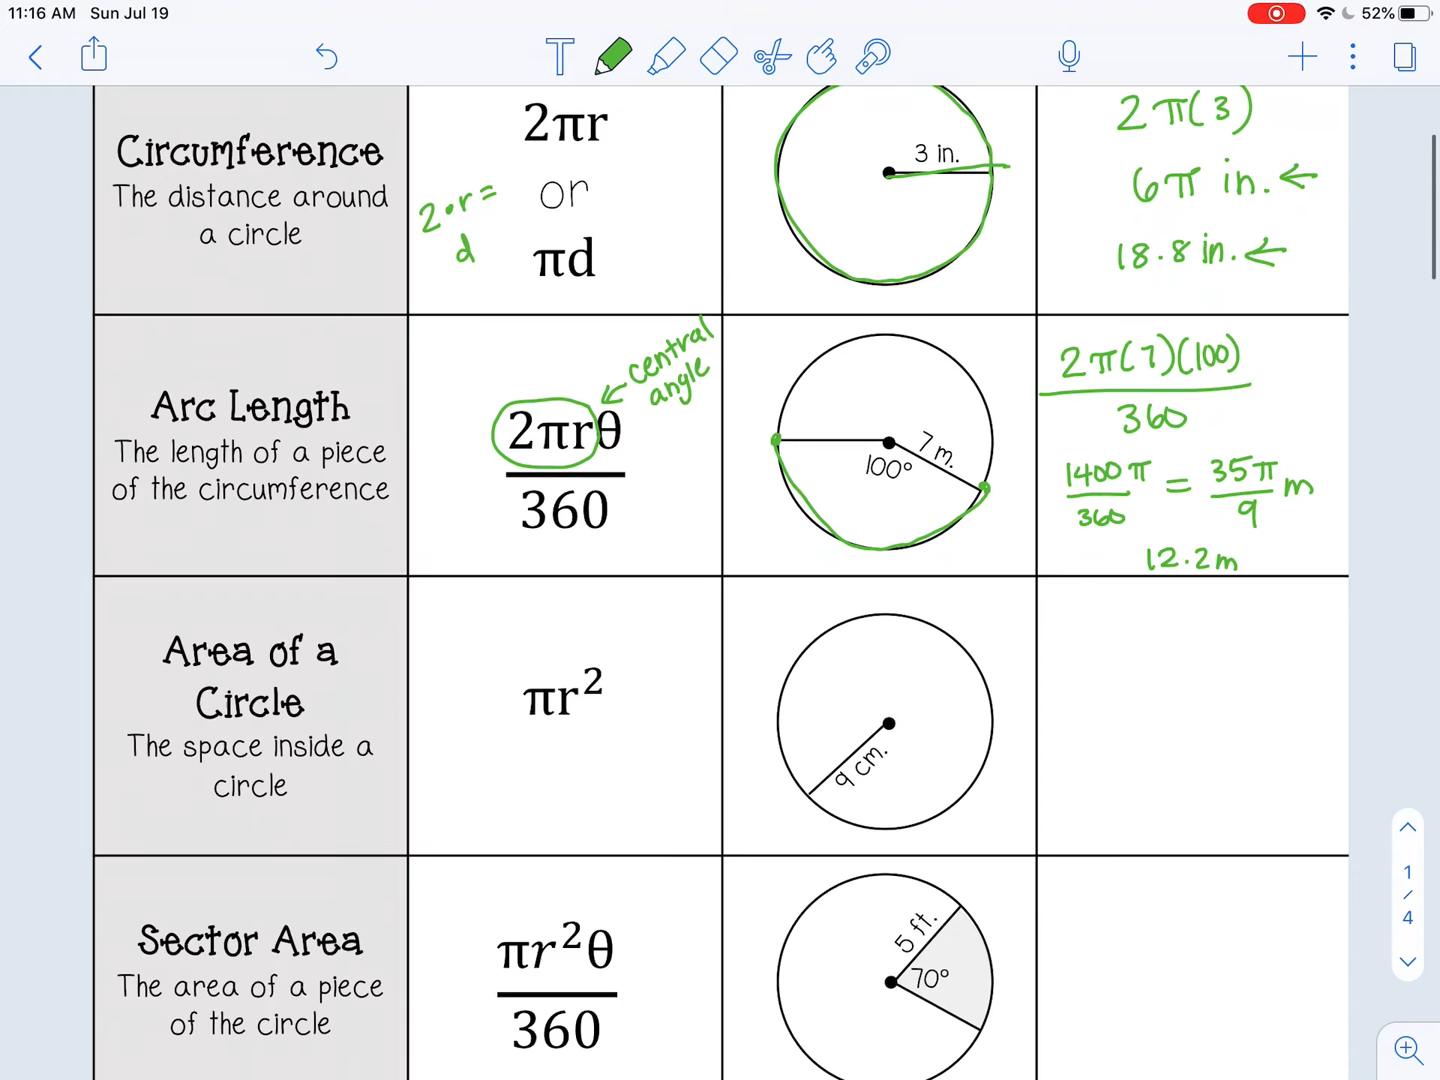 11:16 AM Sun Jul 19
52%
T
Circumference
The distance around
a circle
2·r=
d
2πr
or
πd
3 in.
2π(3)
6π in. ←
18.8 in. ←
Arc Length
The length of a piece
of the circumference
← central
angle
2πrθ
360
7 m.
100°
2π(7)(100)
360
1400π = 35π m
360 9
12.2m
Area of a
Circle
The space inside a
circle
πr²
9 cm.
Sector Area
The area of a piece
of the circle
πr²θ
360
5 ft.
70°
1
/
4